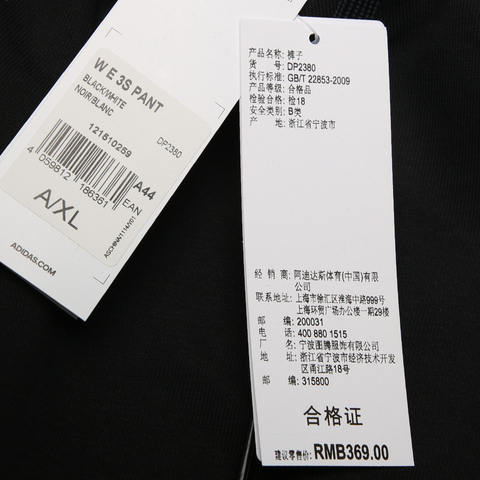 W E 3S PANT
BLACK/WHITE
NOIR/BLANC
121510259
DP2380
4 059812 186361
EAN
A44
A/XL
ASCHINA/1114/161
ADIDAS.COM
产品名称: 裤子
货 号: DP2380
执行标准: GB/T 22853-2009
产品等级: 合格品
检验合格: 检18
安全类别: B类
产 地: 浙江省宁波市
经 销 商: 阿迪达斯体育(中国)有限
公司
联系地址: 上海市徐汇区淮海中路999号
上海环贸广场办公楼一期29楼
邮 编: 200031
电 话: 400 880 1515
厂 名: 宁波图腾服饰有限公司
地 址: 浙江省宁波市经济技术开发
区甬江路18号
邮 编: 315800
合格证
建议零售价: RMB369.00